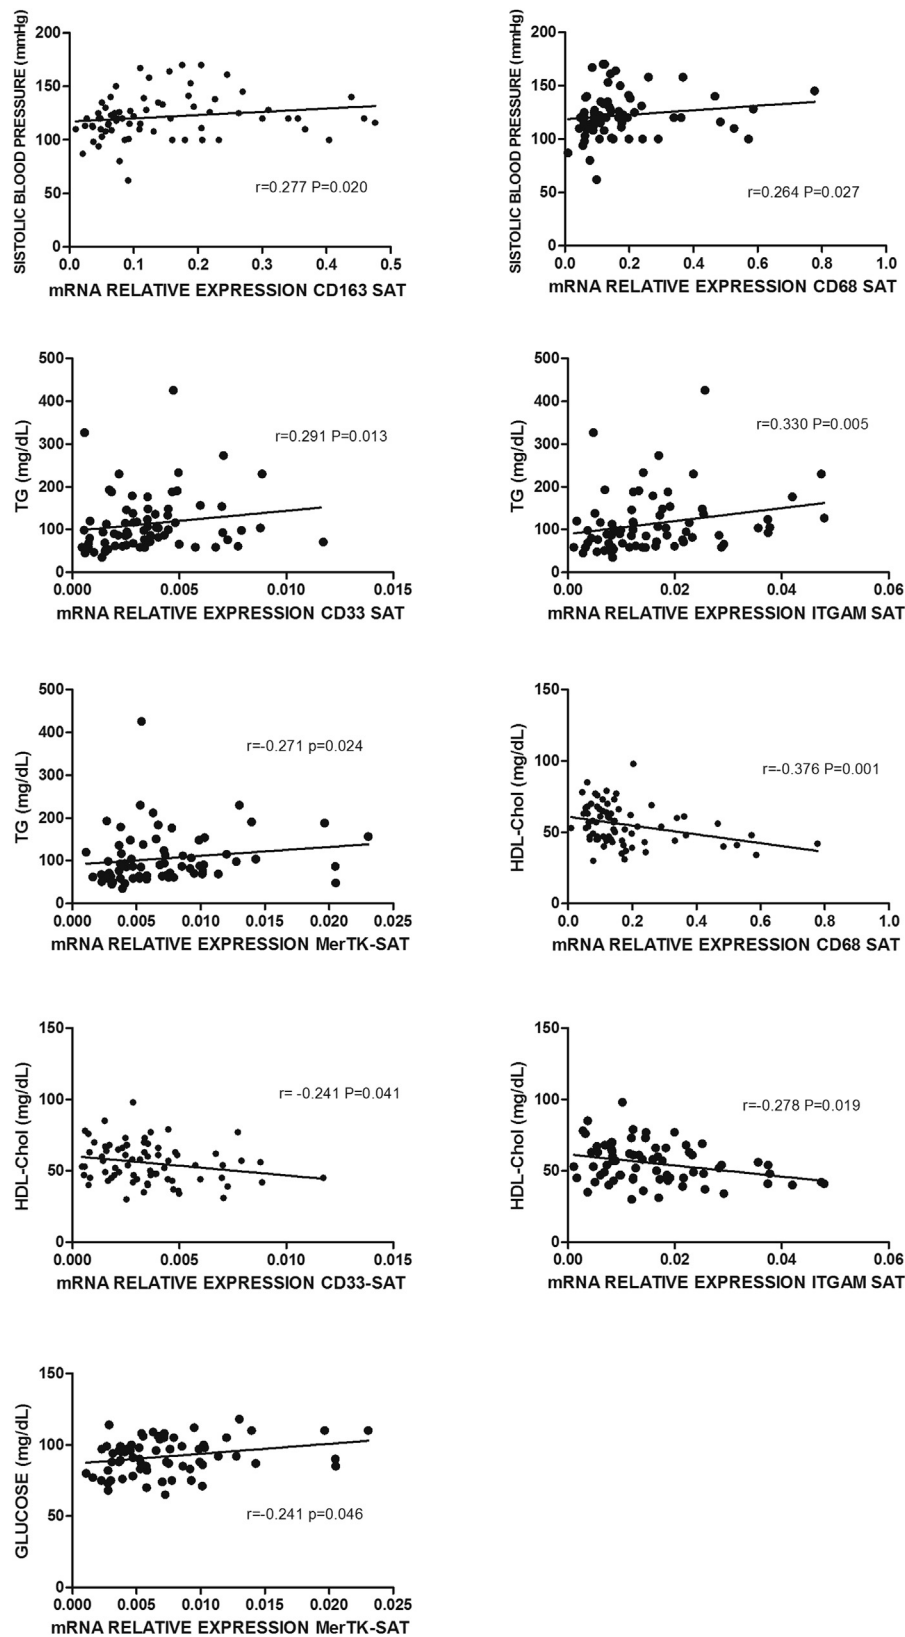 SISTOLIC BLOOD PRESSURE (mmHg)
200
150
100
50
0
r=0.277 P=0.020
0.0 0.1 0.2 0.3 0.4 0.5
mRNA RELATIVE EXPRESSION CD163 SAT
SISTOLIC BLOOD PRESSURE (mmHg)
200
150
100
50
0
r=0.264 P=0.027
0.0 0.2 0.4 0.6 0.8 1.0
mRNA RELATIVE EXPRESSION CD68 SAT
TG (mg/dL)
500
400
300
200
100
0
r=0.291 P=0.013
0.000 0.005 0.010 0.015
mRNA RELATIVE EXPRESSION CD33 SAT
TG (mg/dL)
500
400
300
200
100
0
r=0.330 P=0.005
0.00 0.02 0.04 0.06
mRNA RELATIVE EXPRESSION ITGAM SAT
TG (mg/dL)
500
400
300
200
100
0
r=-0.271 p=0.024
0.000 0.005 0.010 0.015 0.020 0.025
mRNA RELATIVE EXPRESSION MerTK-SAT
HDL-Chol (mg/dL)
150
100
50
0
r=-0.376 P=0.001
0.0 0.2 0.4 0.6 0.8 1.0
mRNA RELATIVE EXPRESSION CD68 SAT
HDL-Chol (mg/dL)
150
100
50
0
r= -0.241 P=0.041
0.000 0.005 0.010 0.015
mRNA RELATIVE EXPRESSION CD33-SAT
HDL-Chol (mg/dL)
150
100
50
0
r=-0.278 P=0.019
0.00 0.02 0.04 0.06
mRNA RELATIVE EXPRESSION ITGAM SAT
GLUCOSE (mg/dL)
150
100
50
0
r=-0.241 p=0.046
0.000 0.005 0.010 0.015 0.020 0.025
mRNA RELATIVE EXPRESSION MerTK-SAT